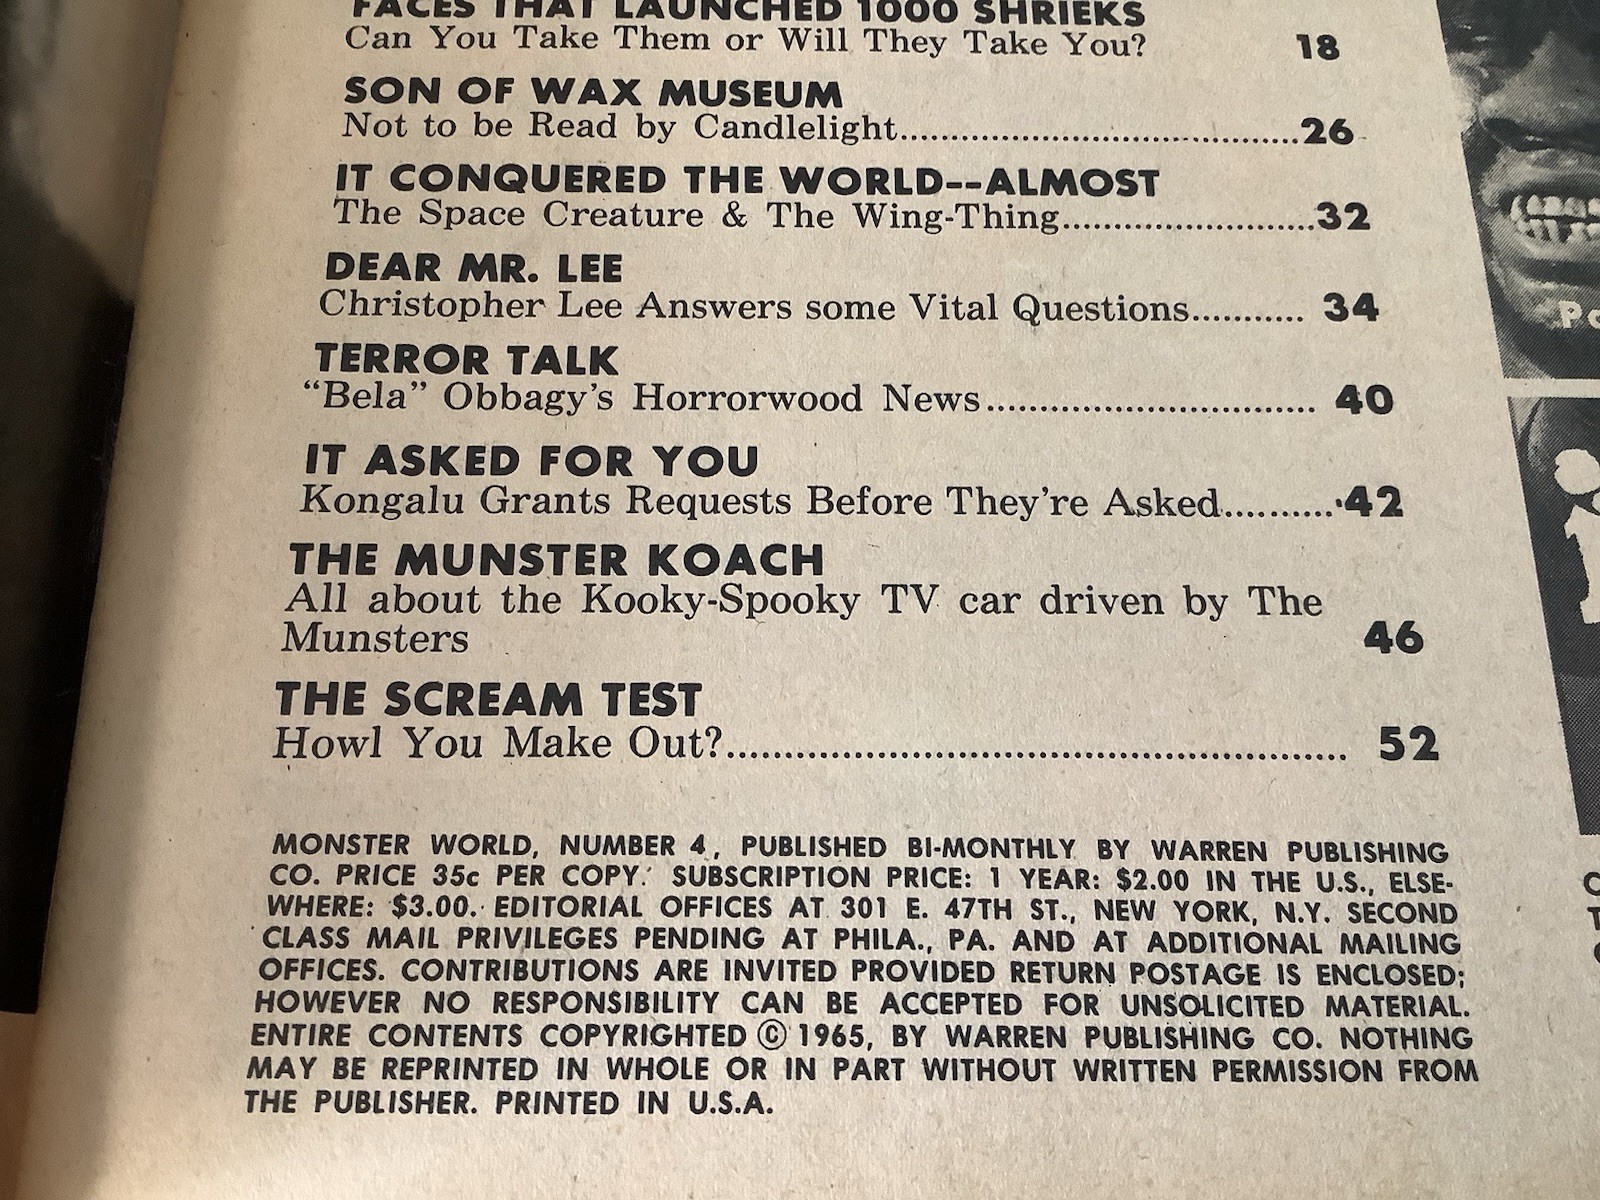 FACES THAT LAUNCHED 1000 SHRIEKS
Can You Take Them or Will They Take You? 18
SON OF WAX MUSEUM
Not to be Read by Candlelight........................................26
IT CONQUERED THE WORLD--ALMOST
The Space Creature & The Wing-Thing..........................32
DEAR MR. LEE
Christopher Lee Answers some Vital Questions........... 34
TERROR TALK
“Bela” Obbagy’s Horrorwood News................................ 40
IT ASKED FOR YOU
Kongalu Grants Requests Before They’re Asked..........42
THE MUNSTER KOACH
All about the Kooky-Spooky TV car driven by The
Munsters 46
THE SCREAM TEST
Howl You Make Out?...................................................... 52
MONSTER WORLD, NUMBER 4, PUBLISHED BI-MONTHLY BY WARREN PUBLISHING
CO. PRICE 35c PER COPY. SUBSCRIPTION PRICE: 1 YEAR: $2.00 IN THE U.S., ELSE-
WHERE: $3.00. EDITORIAL OFFICES AT 301 E. 47TH ST., NEW YORK, N.Y. SECOND
CLASS MAIL PRIVILEGES PENDING AT PHILA., PA. AND AT ADDITIONAL MAILING
OFFICES. CONTRIBUTIONS ARE INVITED PROVIDED RETURN POSTAGE IS ENCLOSED;
HOWEVER NO RESPONSIBILITY CAN BE ACCEPTED FOR UNSOLICITED MATERIAL.
ENTIRE CONTENTS COPYRIGHTED © 1965, BY WARREN PUBLISHING CO. NOTHING
MAY BE REPRINTED IN WHOLE OR IN PART WITHOUT WRITTEN PERMISSION FROM
THE PUBLISHER. PRINTED IN U.S.A.